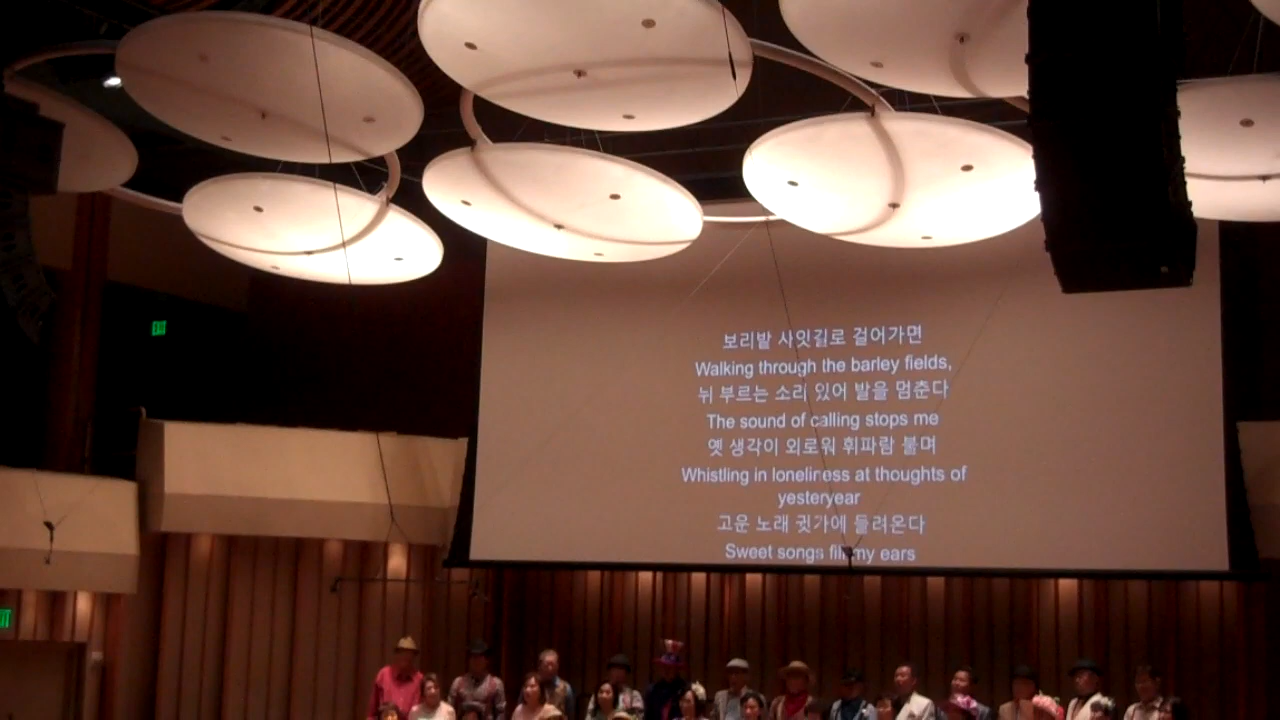 보리밭 사잇길로 걸어가면
Walking through the barley fields,
뉘 부르는 소리 있어 발을 멈춘다
The sound of calling stops me
옛 생각이 외로워 휘파람 불며
Whistling in loneliness at thoughts of
yesteryear
고운 노래 귓가에 들려온다
Sweet songs fill my ears